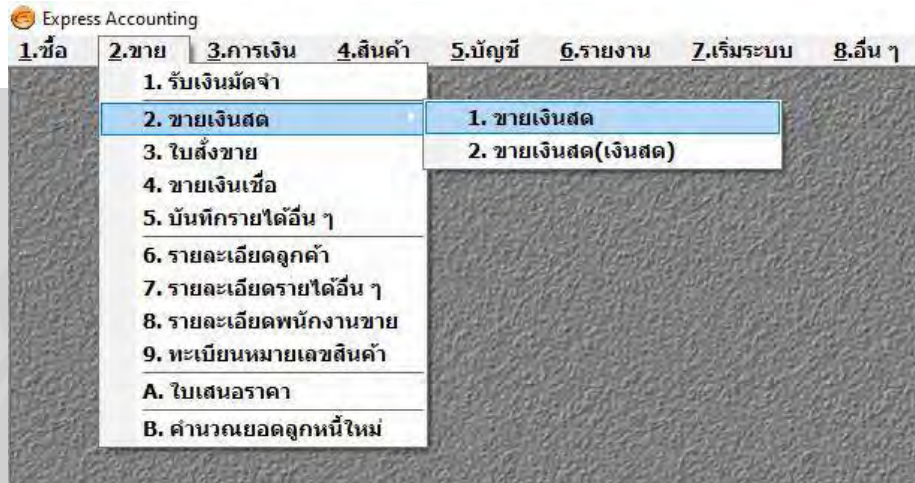 Express Accounting
1.ซื้อ 2.ขาย 3.การเงิน 4.สินค้า 5.บัญชี 6.รายงาน 7.เริ่มระบบ 8.อื่น ๆ
1. รับเงินมัดจำ
2. ขายเงินสด
1. ขายเงินสด
2. ขายเงินสด(เงินสด)
3. ใบสั่งขาย
4. ขายเงินเชื่อ
5. บันทึกรายได้อื่น ๆ
6. รายละเอียดลูกค้า
7. รายละเอียดรายได้อื่น ๆ
8. รายละเอียดพนักงานขาย
9. ทะเบียนหมายเลขสินค้า
A. ใบเสนอราคา
B. คำนวณยอดลูกหนี้ใหม่